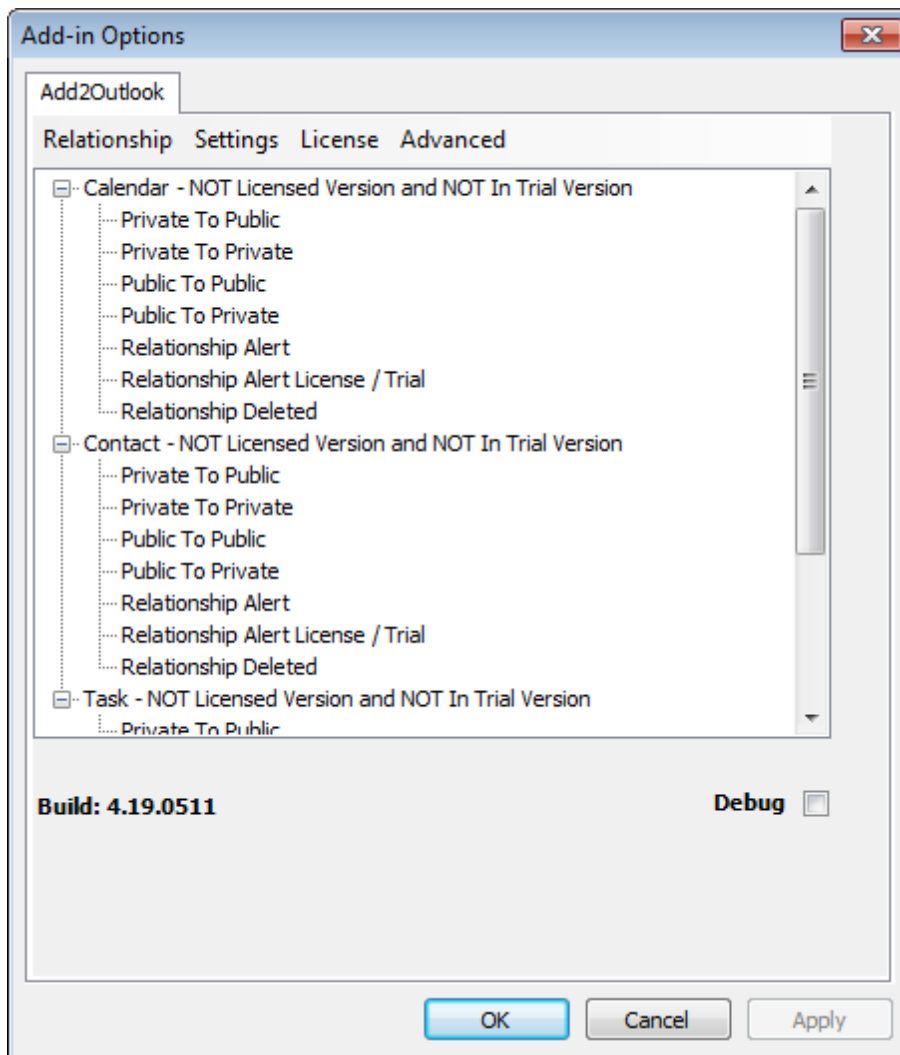 Add-in Options
Add2Outlook
Relationship Settings License Advanced
Calendar - NOT Licensed Version and NOT In Trial Version
Private To Public
Private To Private
Public To Public
Public To Private
Relationship Alert
Relationship Alert License / Trial
Relationship Deleted
Contact - NOT Licensed Version and NOT In Trial Version
Private To Public
Private To Private
Public To Public
Public To Private
Relationship Alert
Relationship Alert License / Trial
Relationship Deleted
Task - NOT Licensed Version and NOT In Trial Version
Private To Public
Build: 4.19.0511 Debug
OK Cancel Apply